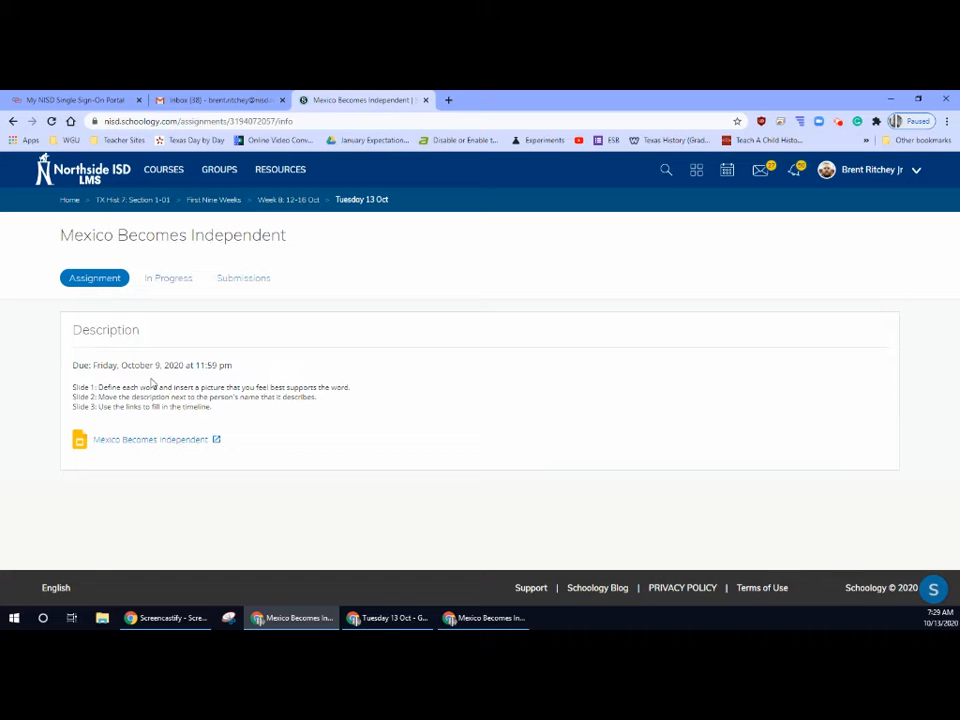 My NISD Single Sign-On Portal
Inbox (38) - brent.ritchey@nisd.n
Mexico Becomes Independent |
nisd.schoology.com/assignments/3194072057/info
Paused
Apps
WGU
Teacher Sites
Texas Day by Day
Online Video Conv...
January Expectation...
Disable or Enable t...
Experiments
ESB
Texas History (Grad...
Teach A Child Histo...
»
Other bookmarks
Northside ISD
LMS
COURSES
GROUPS
RESOURCES
Brent Ritchey Jr
Home > TX Hist 7: Section 1-01 > First Nine Weeks > Week 8: 12-16 Oct > Tuesday 13 Oct
Mexico Becomes Independent
Assignment
In Progress
Submissions
Description
Due: Friday, October 9, 2020 at 11:59 pm
Slide 1: Define each word and insert a picture that you feel best supports the word.
Slide 2: Move the description next to the person's name that it describes.
Slide 3: Use the links to fill in the timeline.
Mexico Becomes Independent
English
Support | Schoology Blog | PRIVACY POLICY | Terms of Use
Schoology © 2020
S
Screencastify - Scre...
Mexico Becomes In...
Tuesday 13 Oct - G...
Mexico Becomes In...
7:29 AM
10/13/2020